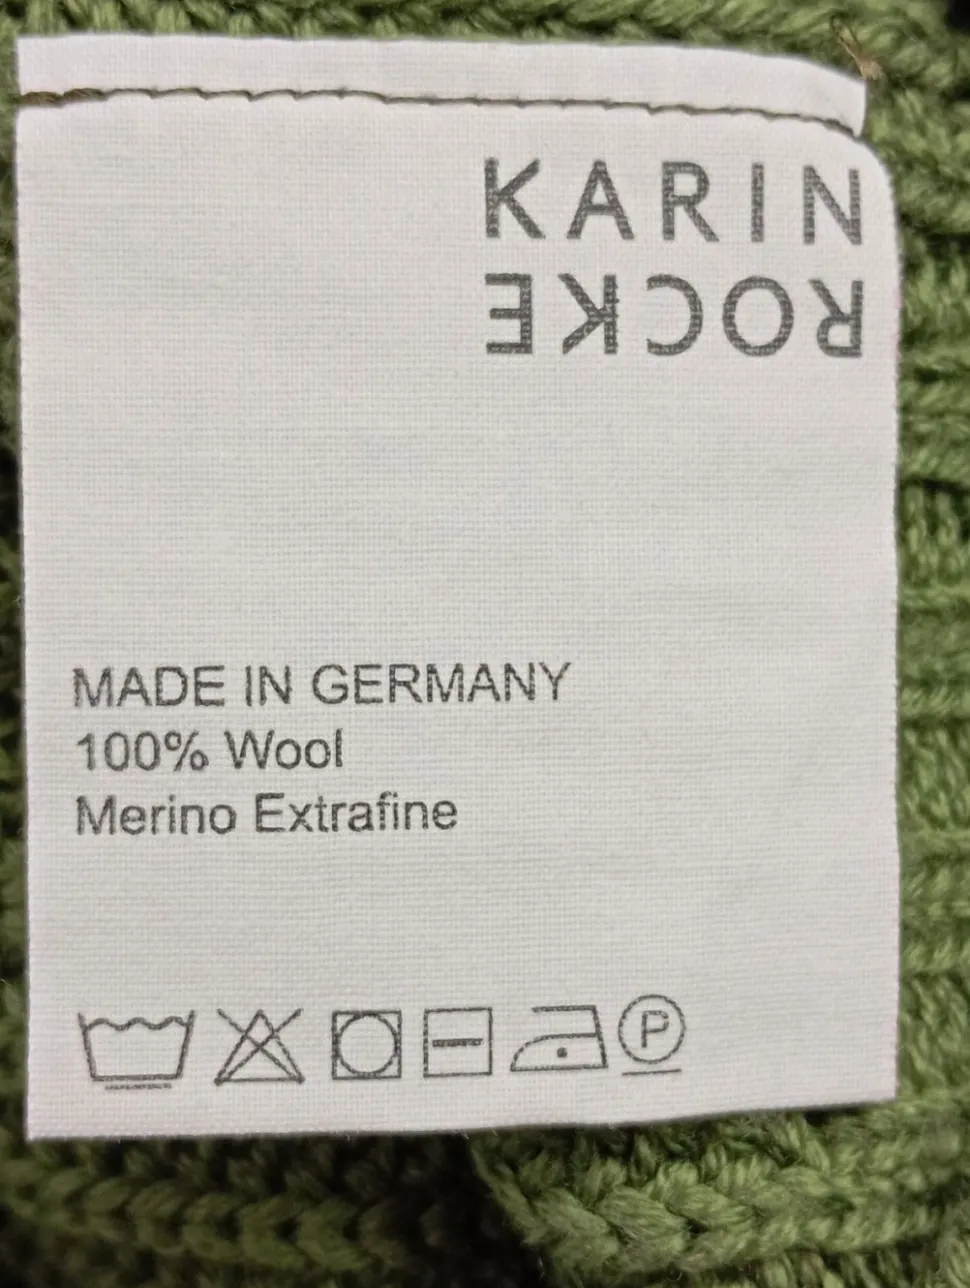 KARIN
ROCKE
MADE IN GERMANY
100% Wool
Merino Extrafine
P